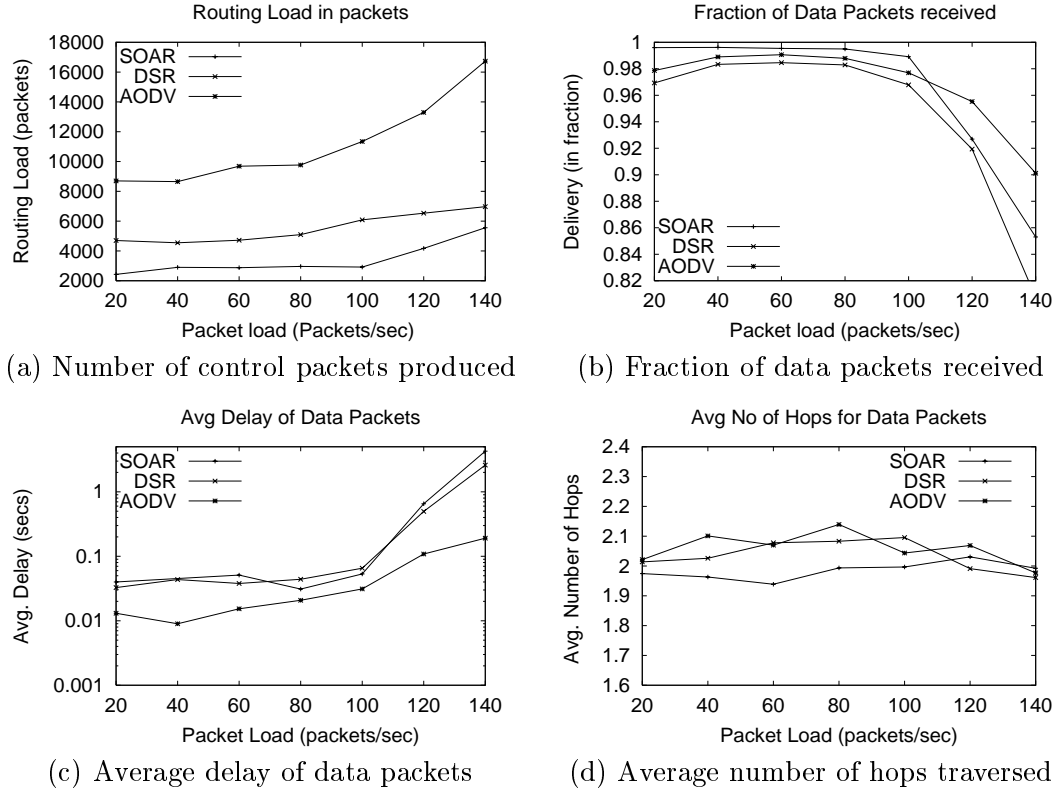 Routing Load in packets
18000
16000
14000
12000
10000
8000
6000
4000
2000
SOAR
DSR
AODV
Routing Load (packets)
20 40 60 80 100 120 140
Packet load (Packets/sec)
(a) Number of control packets produced
Fraction of Data Packets received
1
0.98
0.96
0.94
0.92
0.9
0.88
0.86
0.84
0.82
SOAR
DSR
AODV
Delivery (in fraction)
20 40 60 80 100 120 140
Packet load (packets/sec)
(b) Fraction of data packets received
Avg Delay of Data Packets
1
0.1
0.01
0.001
SOAR
DSR
AODV
Avg. Delay (secs)
20 40 60 80 100 120 140
Packet Load (packets/sec)
(c) Average delay of data packets
Avg No of Hops for Data Packets
2.4
2.3
2.2
2.1
2
1.9
1.8
1.7
1.6
SOAR
DSR
AODV
Avg. Number of Hops
20 40 60 80 100 120 140
Packet Load (packets/sec)
(d) Average number of hops traversed